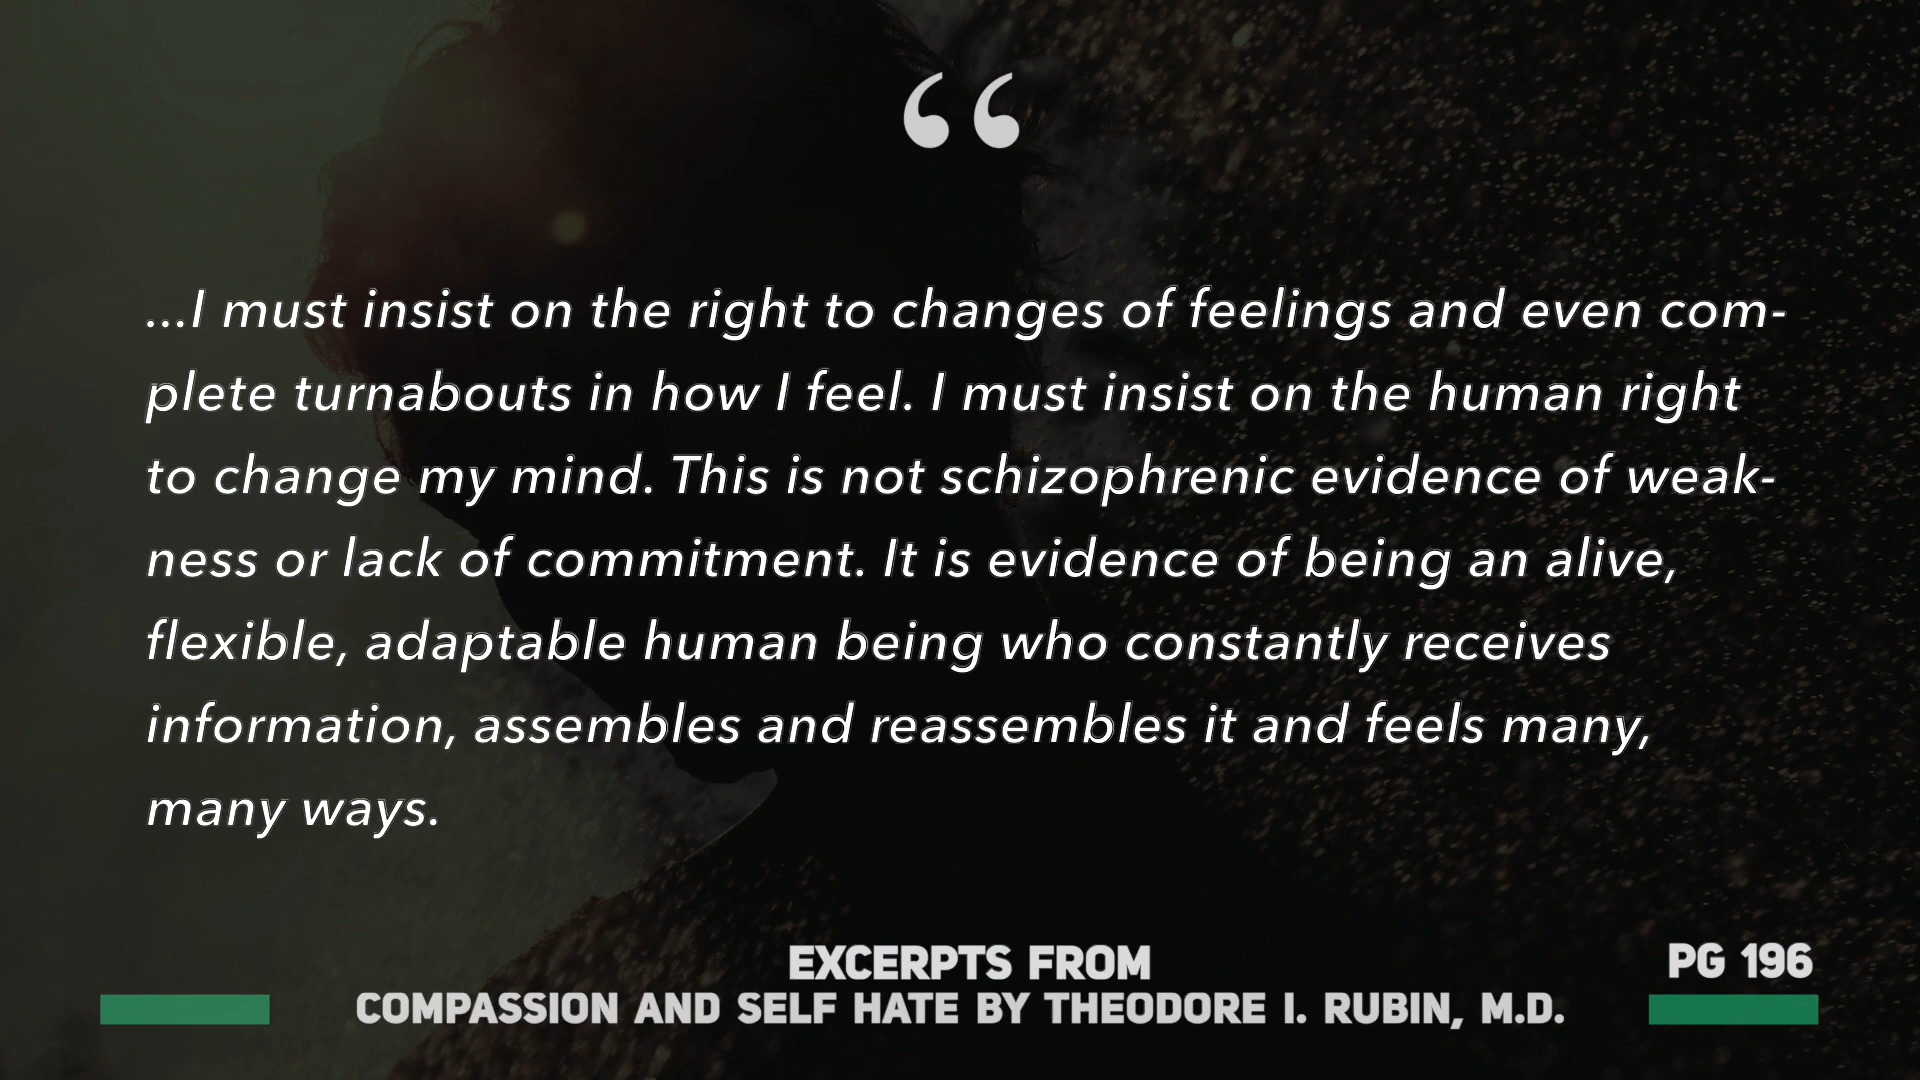 “
...I must insist on the right to changes of feelings and even com-
plete turnabouts in how I feel. I must insist on the human right
to change my mind. This is not schizophrenic evidence of weak-
ness or lack of commitment. It is evidence of being an alive,
flexible, adaptable human being who constantly receives
information, assembles and reassembles it and feels many,
many ways.
EXCERPTS FROM
COMPASSION AND SELF HATE BY THEODORE I. RUBIN, M.D.
PG 196